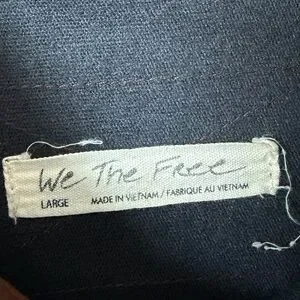 We The Free
LARGE MADE IN VIETNAM / FABRIQUÉ AU VIETNAM